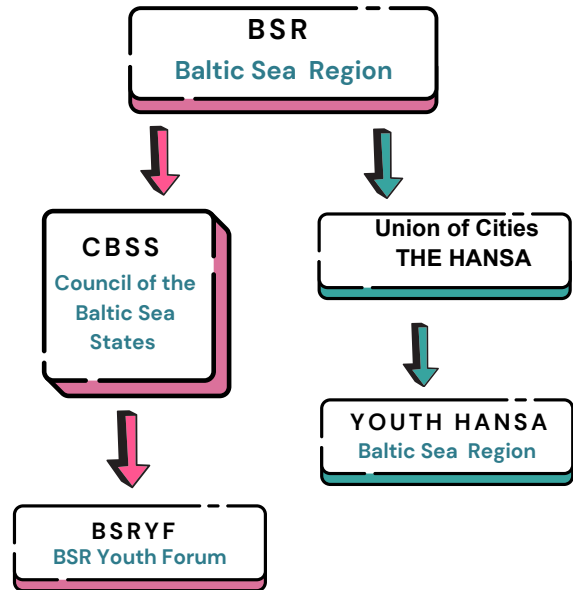 BSR
Baltic Sea Region
CBSS
Council of the
Baltic Sea
States
Union of Cities
THE HANSA
YOUTH HANSA
Baltic Sea Region
BSRYF
BSR Youth Forum